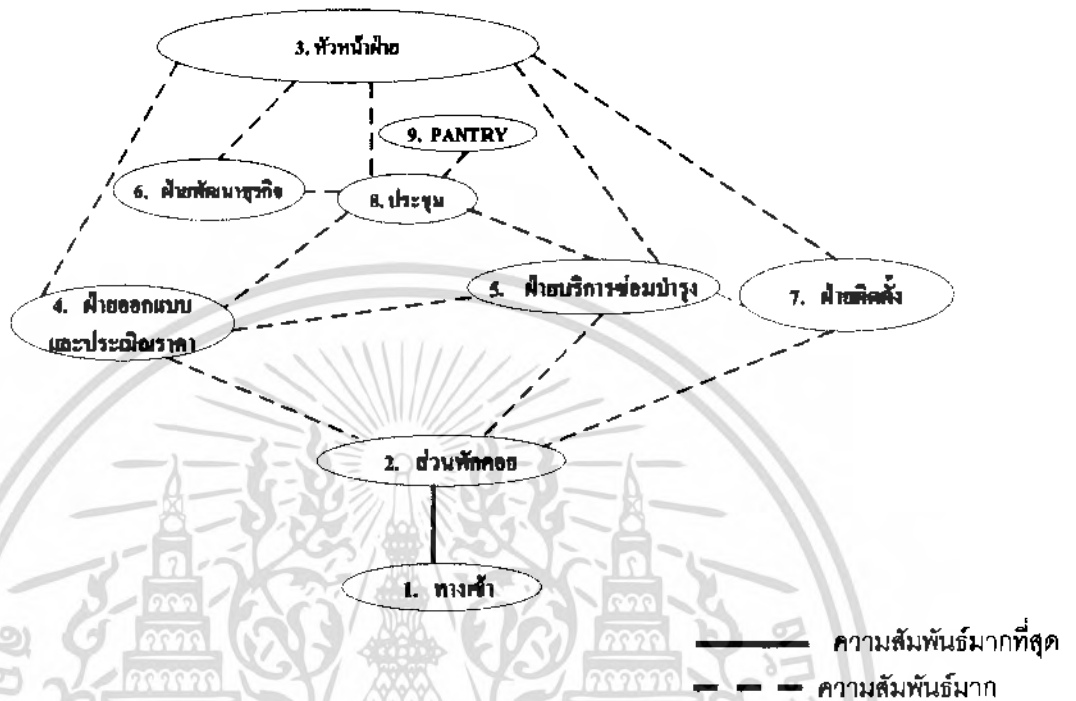 3. หัวหน้าฝ่าย
9. PANTRY
6. ฝ่ายพัฒนาธุรกิจ
8. ประชุม
5. ฝ่ายบริการซ่อมบำรุง
7. ฝ่ายติดตั้ง
4. ฝ่ายออกแบบ
และประเมินราคา
2. ส่วนพักคอย
1. ทางเข้า
ความสัมพันธ์มากที่สุด
ความสัมพันธ์มาก